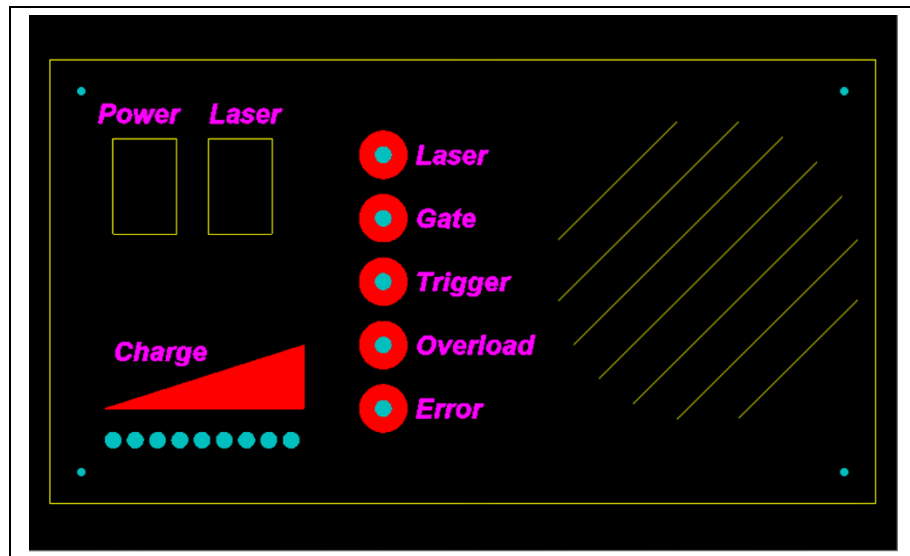 Power Laser
Laser
Gate
Trigger
Charge
Overload
Error